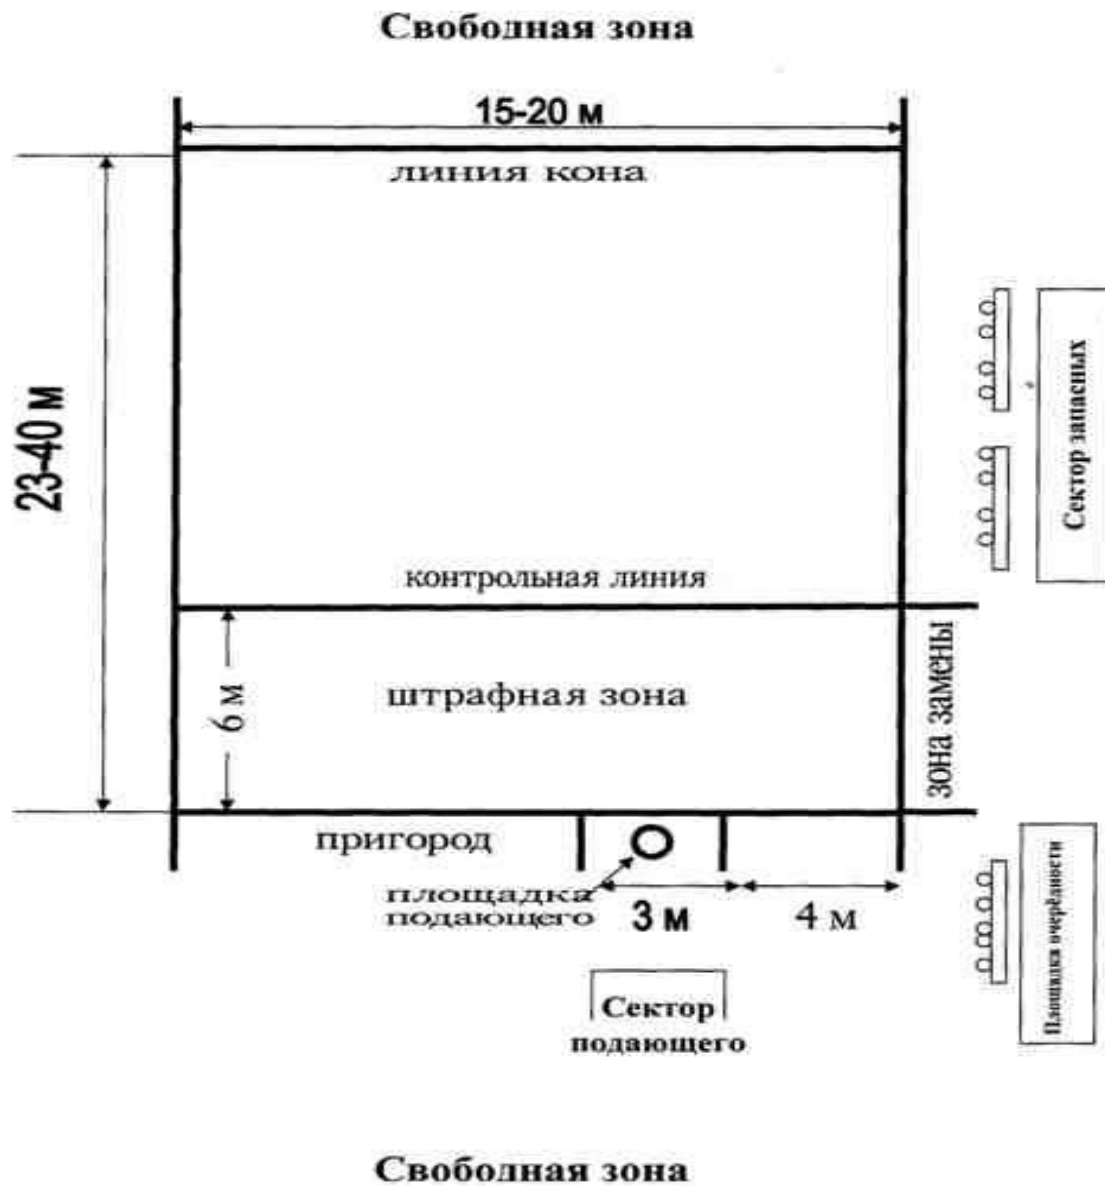 Свободная зона
15-20 м
линия кона
23-40 м
Сектор запасных
контрольная линия
6 м
штрафная зона
зона замены
пригород
площадка
подающего
3 м
4 м
Площадка очерёдности
Сектор
подающего
Свободная зона